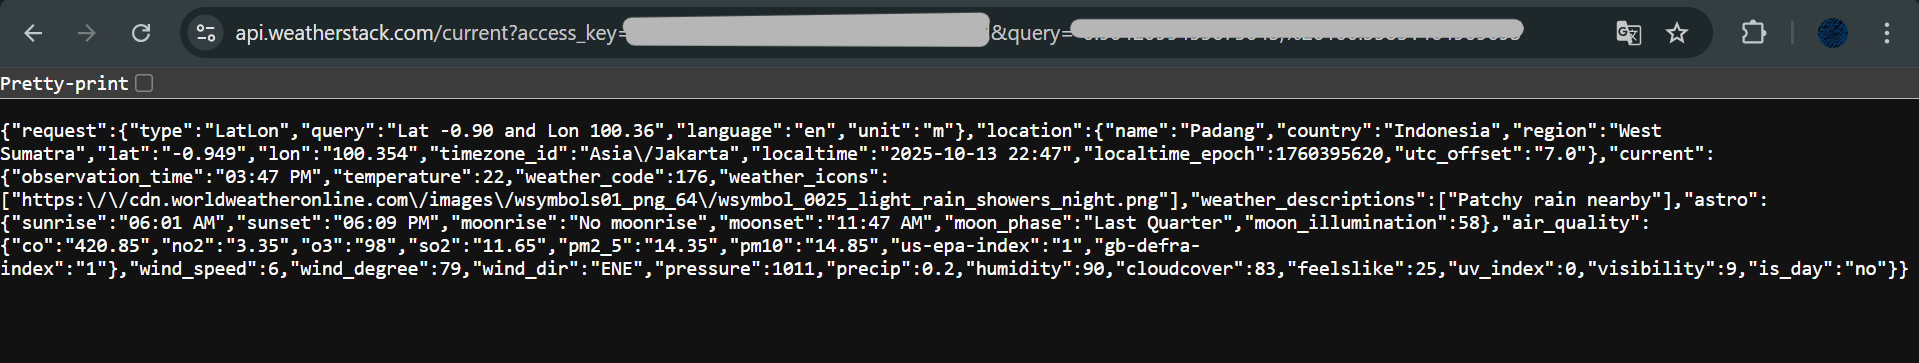 api.weatherstack.com/current?access_key=
&query=
Pretty-print
{"request":{"type":"LatLon","query":"Lat -0.90 and Lon 100.36","language":"en","unit":"m"},"location":{"name":"Padang","country":"Indonesia","region":"West
Sumatra","lat":"-0.949","lon":"100.354","timezone_id":"Asia\/Jakarta","localtime":"2025-10-13 22:47","localtime_epoch":1760395620,"utc_offset":"7.0"},"current":
{"observation_time":"03:47 PM","temperature":22,"weather_code":176,"weather_icons":
["https:\/\/cdn.worldweatheronline.com\/images\/wsymbols01_png_64\/wsymbol_0025_light_rain_showers_night.png"],"weather_descriptions":["Patchy rain nearby"],"astro":
{"sunrise":"06:01 AM","sunset":"06:09 PM","moonrise":"No moonrise","moonset":"11:47 AM","moon_phase":"Last Quarter","moon_illumination":58},"air_quality":
{"co":"420.85","no2":"3.35","o3":"98","so2":"11.65","pm2_5":"14.35","pm10":"14.85","us-epa-index":"1","gb-defra-
index":"1"},"wind_speed":6,"wind_degree":79,"wind_dir":"ENE","pressure":1011,"precip":0.2,"humidity":90,"cloudcover":83,"feelslike":25,"uv_index":0,"visibility":9,"is_day":"no"}}